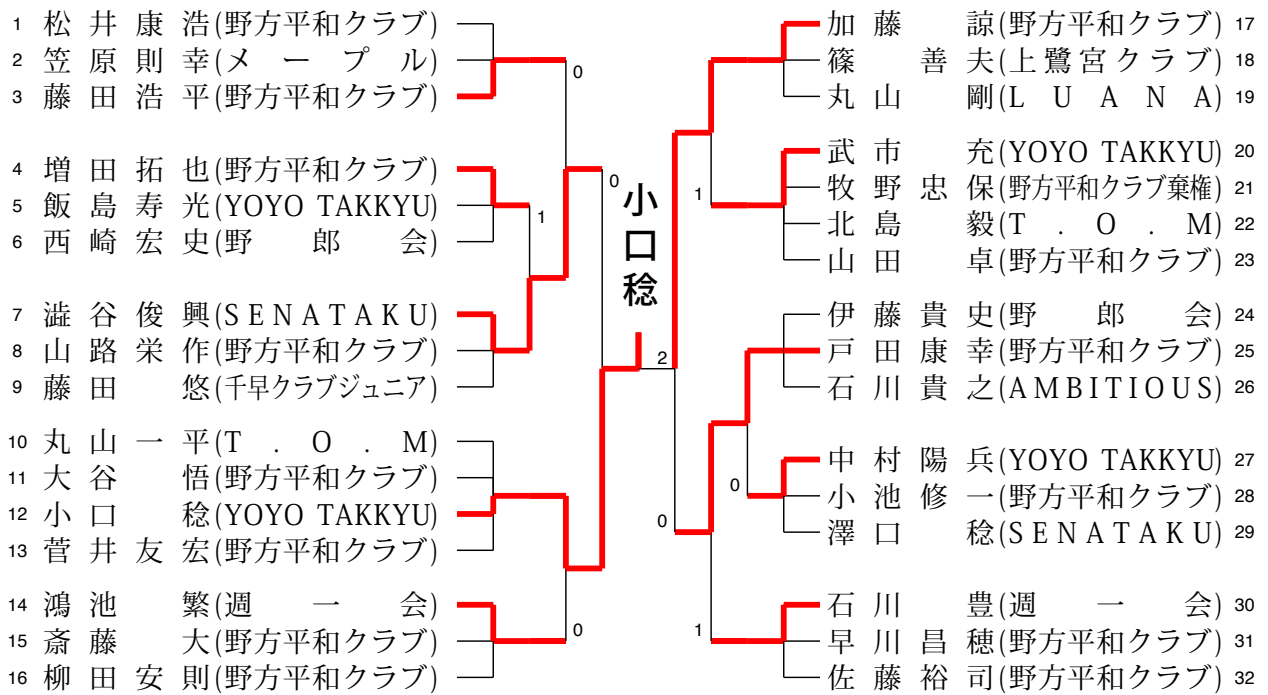 1 松井康浩(野方平和クラブ)
2 笠原則幸(メープル)
3 藤田浩平(野方平和クラブ)
4 増田拓也(野方平和クラブ)
5 飯島寿光(YOYO TAKKYU)
6 西崎宏史(野郎会)
7 澁谷俊興(SENATAKU)
8 山路栄作(野方平和クラブ)
9 藤田悠(千早クラブジュニア)
10 丸山一平(T.O.M)
11 大谷悟(野方平和クラブ)
12 小口稔(YOYO TAKKYU)
13 菅井友宏(野方平和クラブ)
14 鴻池繁(週一会)
15 斎藤大(野方平和クラブ)
16 柳田安則(野方平和クラブ)
0
1
0
0
小口稔
2
1
0
0
1
加藤諒(野方平和クラブ) 17
篠善夫(上鷺宮クラブ) 18
丸山剛(LUANA) 19
武市充(YOYO TAKKYU) 20
牧野忠保(野方平和クラブ棄権) 21
北島毅(T.O.M) 22
山田卓(野方平和クラブ) 23
伊藤貴史(野郎会) 24
戸田康幸(野方平和クラブ) 25
石川貴之(AMBITIOUS) 26
中村陽兵(YOYO TAKKYU) 27
小池修一(野方平和クラブ) 28
澤口稔(SENATAKU) 29
石川豊(週一会) 30
早川昌穂(野方平和クラブ) 31
佐藤裕司(野方平和クラブ) 32